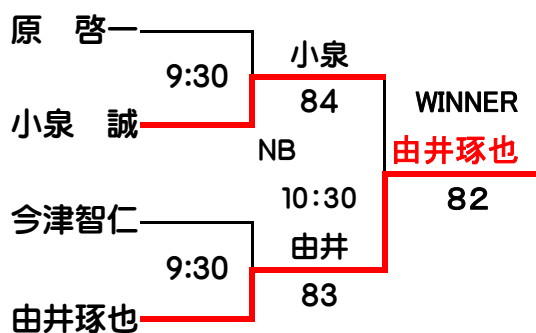 原　啓一
9:30
小泉
84
小泉　誠
NB
WINNER
由井琢也
82
10:30
今津智仁
9:30
由井
83
由井琢也